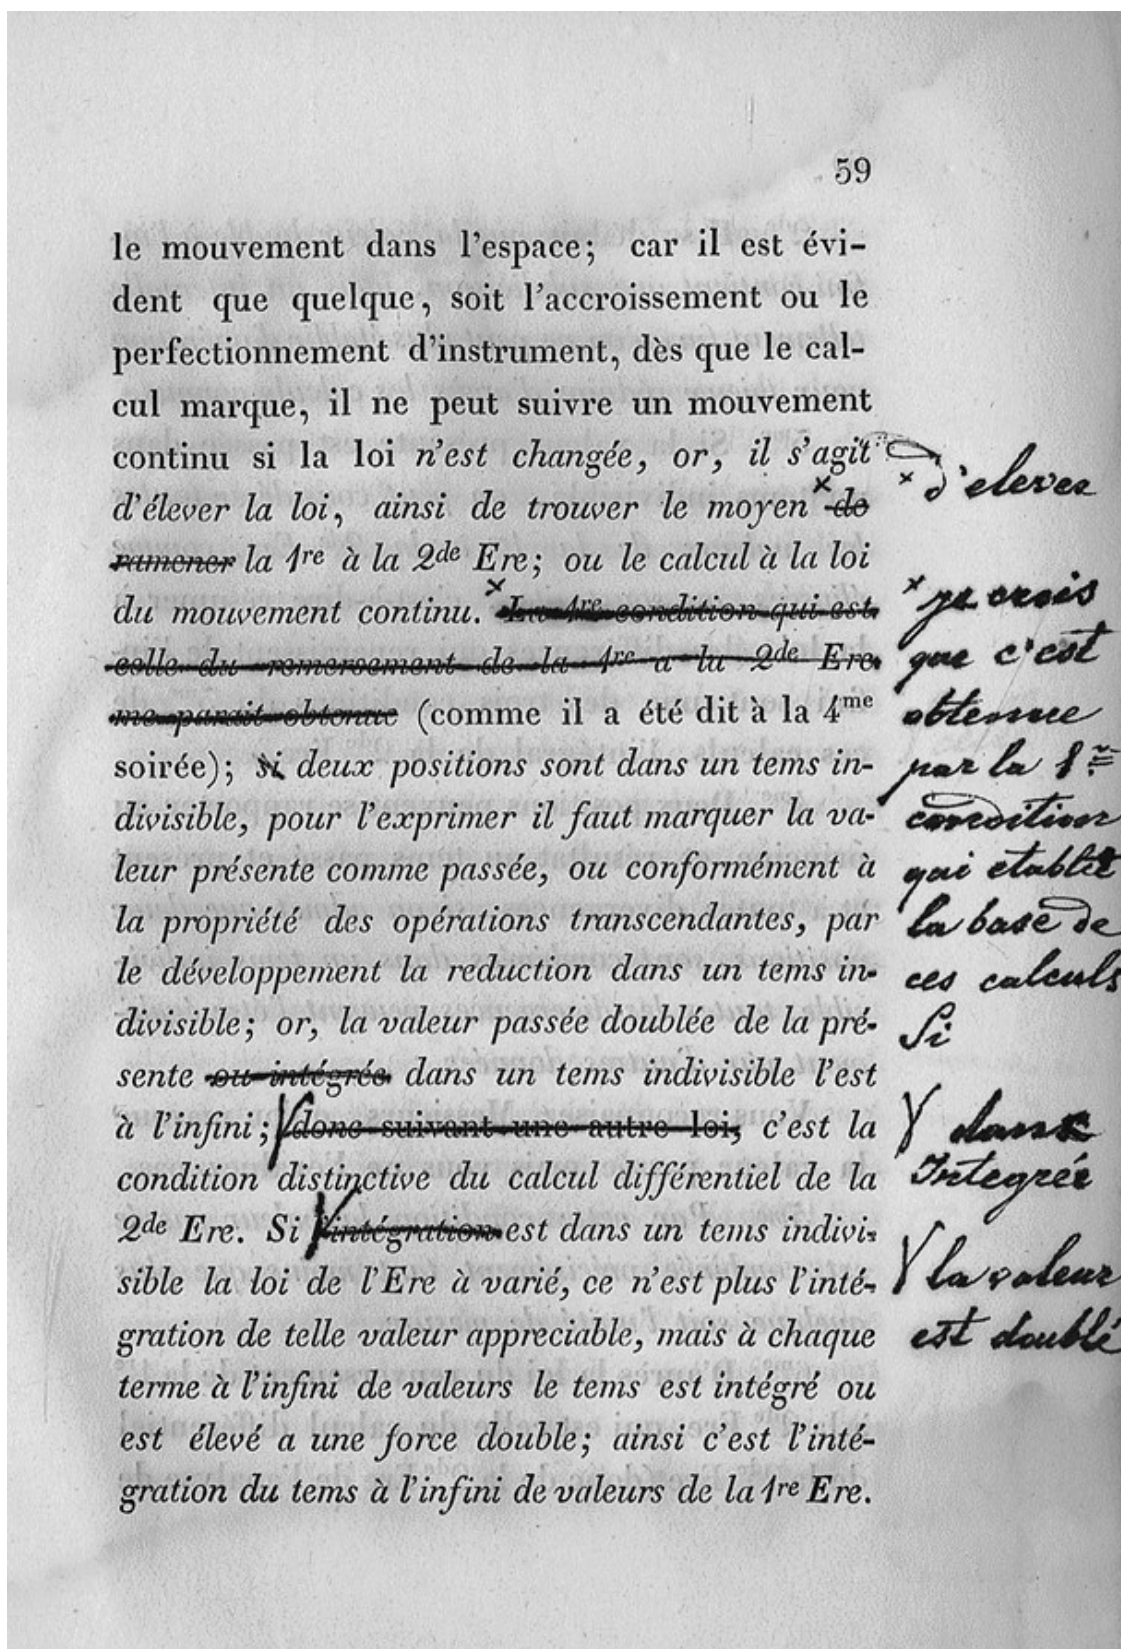 59
le mouvement dans l'espace; car il est évi-
dent que quelque, soit l'accroissement ou le
perfectionnement d'instrument, dès que le cal-
cul marque, il ne peut suivre un mouvement
continu si la loi n'est changée, or, il s'agit
d'élever la loi, ainsi de trouver le moyen × de
ramener la 1re à la 2de Ere; ou le calcul à la loi
du mouvement continu. × La 1re condition qui est
celle du renversement de la 1re a la 2de Ere
me parait obtenue (comme il a été dit à la 4me
soirée); si deux positions sont dans un tems in-
divisible, pour l'exprimer il faut marquer la va-
leur présente comme passée, ou conformément à
la propriété des opérations transcendantes, par
le développement la reduction dans un tems in-
divisible; or, la valeur passée doublée de la pré-
sente ou intégrée dans un tems indivisible l'est
à l'infini; donc suivant une autre loi, c'est la
condition distinctive du calcul différentiel de la
2de Ere. Si l'intégration est dans un tems indivi-
sible la loi de l'Ere à varié, ce n'est plus l'inté-
gration de telle valeur appreciable, mais à chaque
terme à l'infini de valeurs le tems est intégré ou
est élevé a une force double; ainsi c'est l'inté-
gration du tems à l'infini de valeurs de la 1re Ere.
× d'elever
× je crois
que c'est
obtenue
par la 1re
condition
qui etablit
la base de
ces calculs
Si
dans
Integrée
la valeur
est doublé